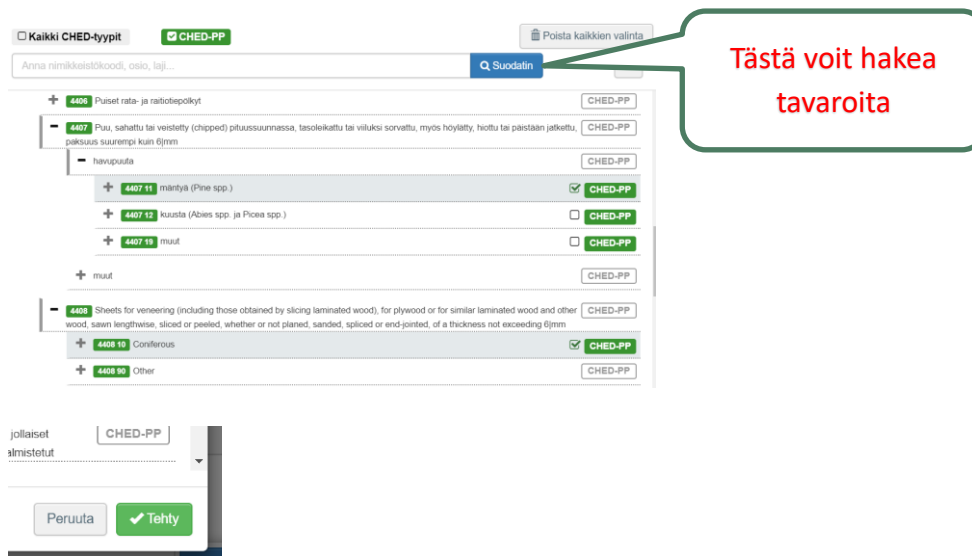 Kaikki CHED-tyypit CHED-PP Poista kaikkien valinta
Anna nimikkeistökoodi, osio, laji... Suodatin
Tästä voit hakea
tavaroita
4406 Puiset rata- ja raitiotiepölkyt CHED-PP
4407 Puu, sahattu tai veistetty (chipped) pituussuunnassa, tasoleikattu tai viiluksi sorvattu, myös höylätty, hiottu tai päistään jatkettu, CHED-PP
paksuus suurempi kuin 6|mm
havupuuta CHED-PP
4407 11 mäntyä (Pine spp.) CHED-PP
4407 12 kuusta (Abies spp. ja Picea spp.) CHED-PP
4407 19 muut CHED-PP
muut CHED-PP
4408 Sheets for veneering (including those obtained by slicing laminated wood), for plywood or for similar laminated wood and other CHED-PP
wood, sawn lengthwise, sliced or peeled, whether or not planed, sanded, spliced or end-jointed, of a thickness not exceeding 6|mm
4408 10 Coniferous CHED-PP
4408 90 Other CHED-PP
jollaiset CHED-PP
almistetut
Peruuta Tehty